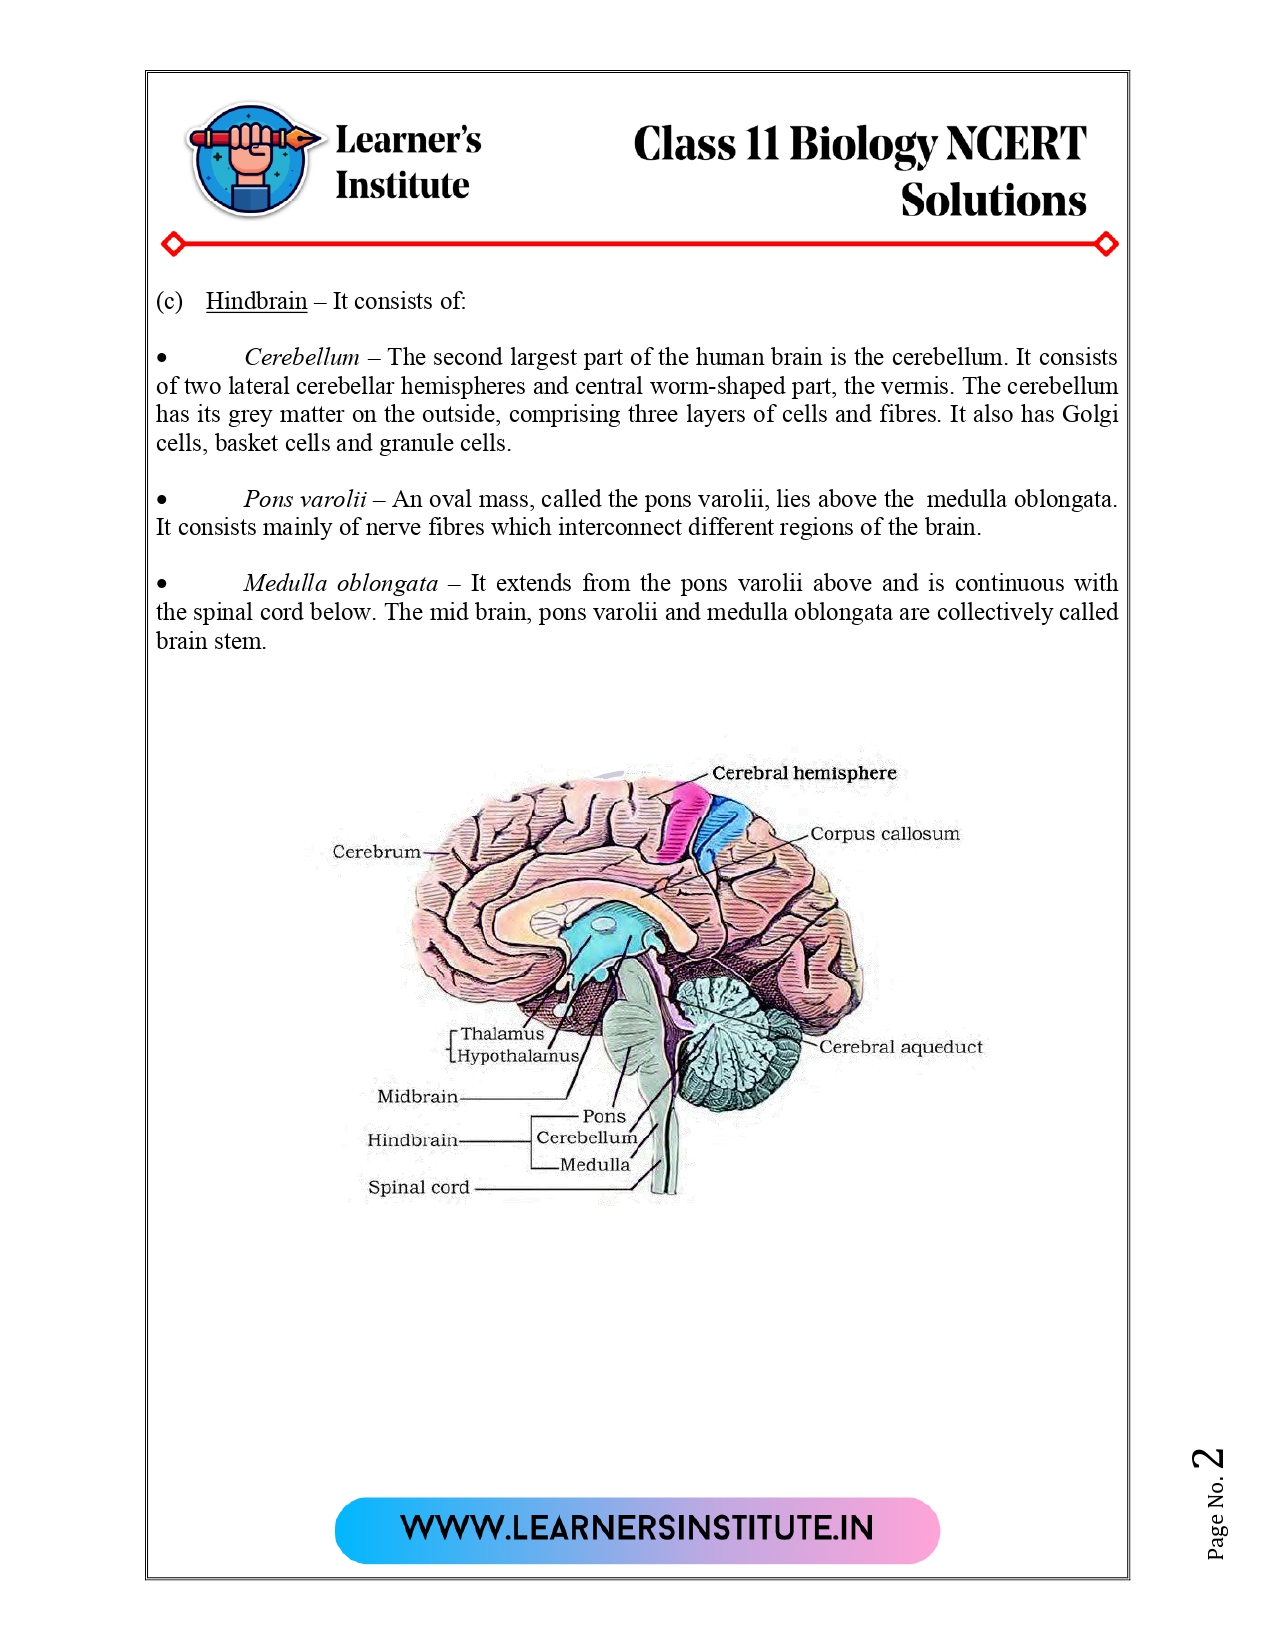 Learner's
Institute
Class 11 Biology NCERT
Solutions
(c) Hindbrain – It consists of:
• Cerebellum – The second largest part of the human brain is the cerebellum. It consists
of two lateral cerebellar hemispheres and central worm-shaped part, the vermis. The cerebellum
has its grey matter on the outside, comprising three layers of cells and fibres. It also has Golgi
cells, basket cells and granule cells.
• Pons varolii – An oval mass, called the pons varolii, lies above the medulla oblongata.
It consists mainly of nerve fibres which interconnect different regions of the brain.
• Medulla oblongata – It extends from the pons varolii above and is continuous with
the spinal cord below. The mid brain, pons varolii and medulla oblongata are collectively called
brain stem.
Cerebral hemisphere
Corpus callosum
Cerebrum
Thalamus
Hypothalamus
Cerebral aqueduct
Midbrain
Pons
Hindbrain
Cerebellum
Medulla
Spinal cord
WWW.LEARNERSINSTITUTE.IN
Page No. 2